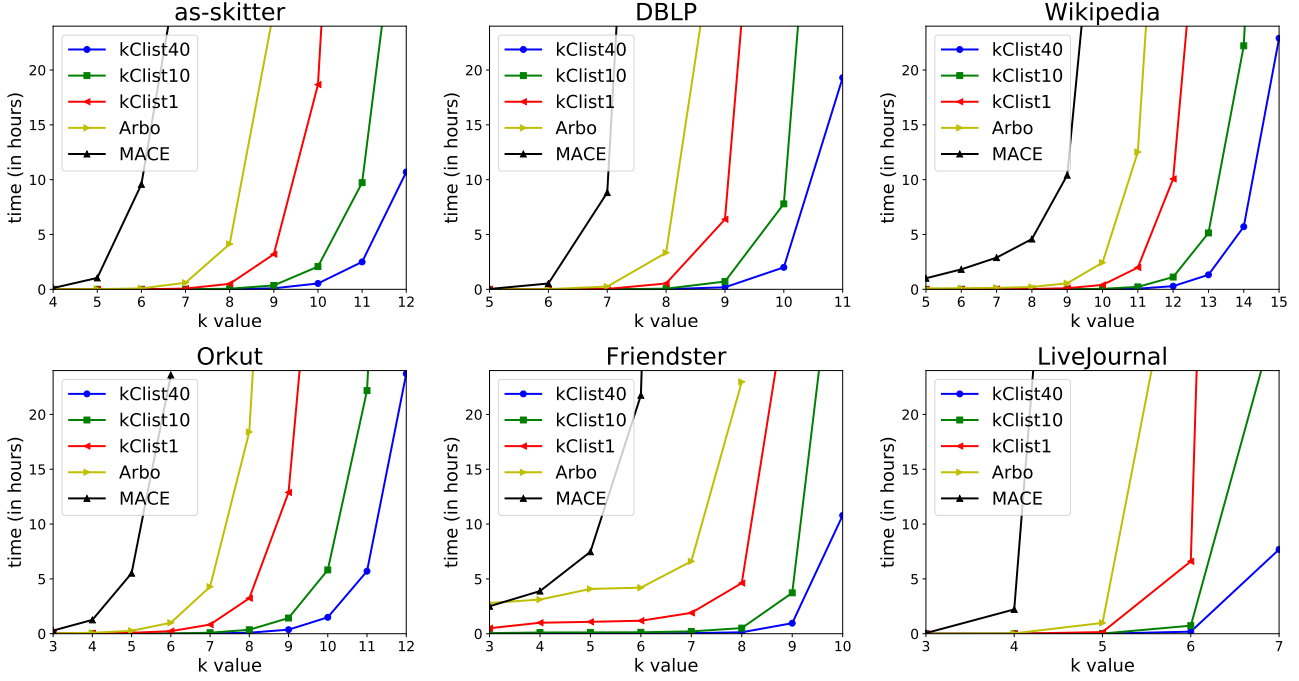 as-skitter
kClist40
kClist10
kClist1
Arbo
MACE
time (in hours)
0
5
10
15
20
4 5 6 7 8 9 10 11 12
k value
DBLP
kClist40
kClist10
kClist1
Arbo
MACE
time (in hours)
0
5
10
15
20
5 6 7 8 9 10 11
k value
Wikipedia
kClist40
kClist10
kClist1
Arbo
MACE
time (in hours)
0
5
10
15
20
5 6 7 8 9 10 11 12 13 14 15
k value
Orkut
kClist40
kClist10
kClist1
Arbo
MACE
time (in hours)
0
5
10
15
20
3 4 5 6 7 8 9 10 11 12
k value
Friendster
kClist40
kClist10
kClist1
Arbo
MACE
time (in hours)
0
5
10
15
20
3 4 5 6 7 8 9 10
k value
LiveJournal
kClist40
kClist10
kClist1
Arbo
MACE
time (in hours)
0
5
10
15
20
3 4 5 6 7
k value